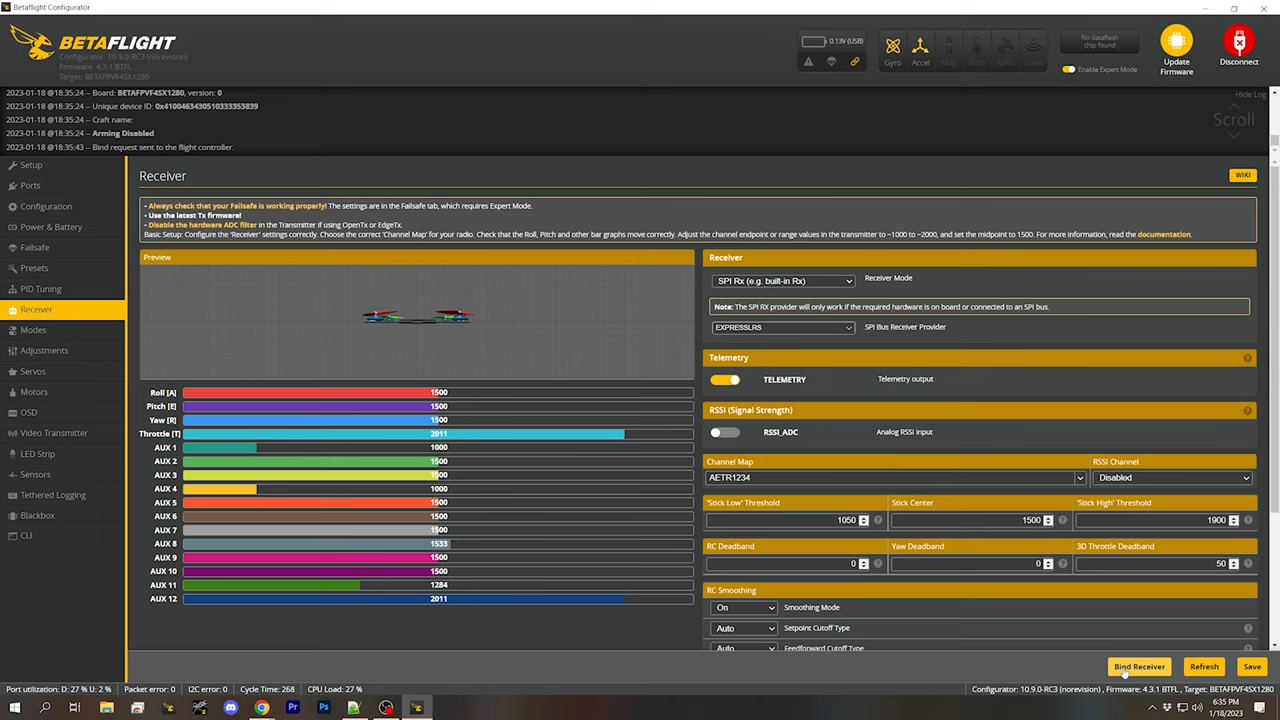 Betaflight Configurator
BETAFLIGHT
Configurator: 10.9.0-RC3 (norevision)
Firmware: 4.3.1 BTFL
Target: BETAFPVF4SX1280
0.13V (USB)
Gyro
Accel
Mag
Baro
GPS
Sonar
No dataflash
chip found
Enable Expert Mode
Update
Firmware
Disconnect
2023-01-18 @18:35:24 -- Board: BETAFPVF4SX1280, version: 0
2023-01-18 @18:35:24 -- Unique device ID: 0x4100463430510333353839
2023-01-18 @18:35:24 -- Craft name:
2023-01-18 @18:35:24 -- Arming Disabled
2023-01-18 @18:35:43 -- Bind request sent to the flight controller.
Hide Log
Scroll
Setup
Ports
Configuration
Power & Battery
Failsafe
Presets
PID Tuning
Receiver
Modes
Adjustments
Servos
Motors
OSD
Video Transmitter
LED Strip
Sensors
Tethered Logging
Blackbox
CLI
Receiver
WIKI
• Always check that your Failsafe is working properly! The settings are in the Failsafe tab, which requires Expert Mode.
• Use the latest Tx firmware!
• Disable the hardware ADC filter in the Transmitter if using OpenTx or EdgeTx.
Basic Setup: Configure the 'Receiver' settings correctly. Choose the correct 'Channel Map' for your radio. Check that the Roll, Pitch and other bar graphs move correctly. Adjust the channel endpoint or range values in the transmitter to ~1000 to ~2000, and set the midpoint to 1500. For more information, read the documentation.
Preview
Roll [A] 1500
Pitch [E] 1500
Yaw [R] 1500
Throttle [T] 2011
AUX 1 1000
AUX 2 1500
AUX 3 1500
AUX 4 1000
AUX 5 1500
AUX 6 1500
AUX 7 1500
AUX 8 1533
AUX 9 1500
AUX 10 1500
AUX 11 1284
AUX 12 2011
Receiver
SPI Rx (e.g. built-in Rx) Receiver Mode
Note: The SPI RX provider will only work if the required hardware is on board or connected to an SPI bus.
EXPRESSLRS SPI Bus Receiver Provider
Telemetry
TELEMETRY Telemetry output
RSSI (Signal Strength)
RSSI_ADC Analog RSSI input
Channel Map RSSI Channel
AETR1234 Disabled
'Stick Low' Threshold Stick Center 'Stick High' Threshold
1050 1500 1900
RC Deadband Yaw Deadband 3D Throttle Deadband
0 0 50
RC Smoothing
On Smoothing Mode
Auto Setpoint Cutoff Type
Auto Feedforward Cutoff Type
Bind Receiver Refresh Save
Port utilization: D: 27 % U: 2 % Packet error: 0 I2C error: 0 Cycle Time: 268 CPU Load: 27 %
Configurator: 10.9.0-RC3 (norevision) , Firmware: 4.3.1 BTFL, Target: BETAFPVF4SX1280
6:35 PM
1/18/2023